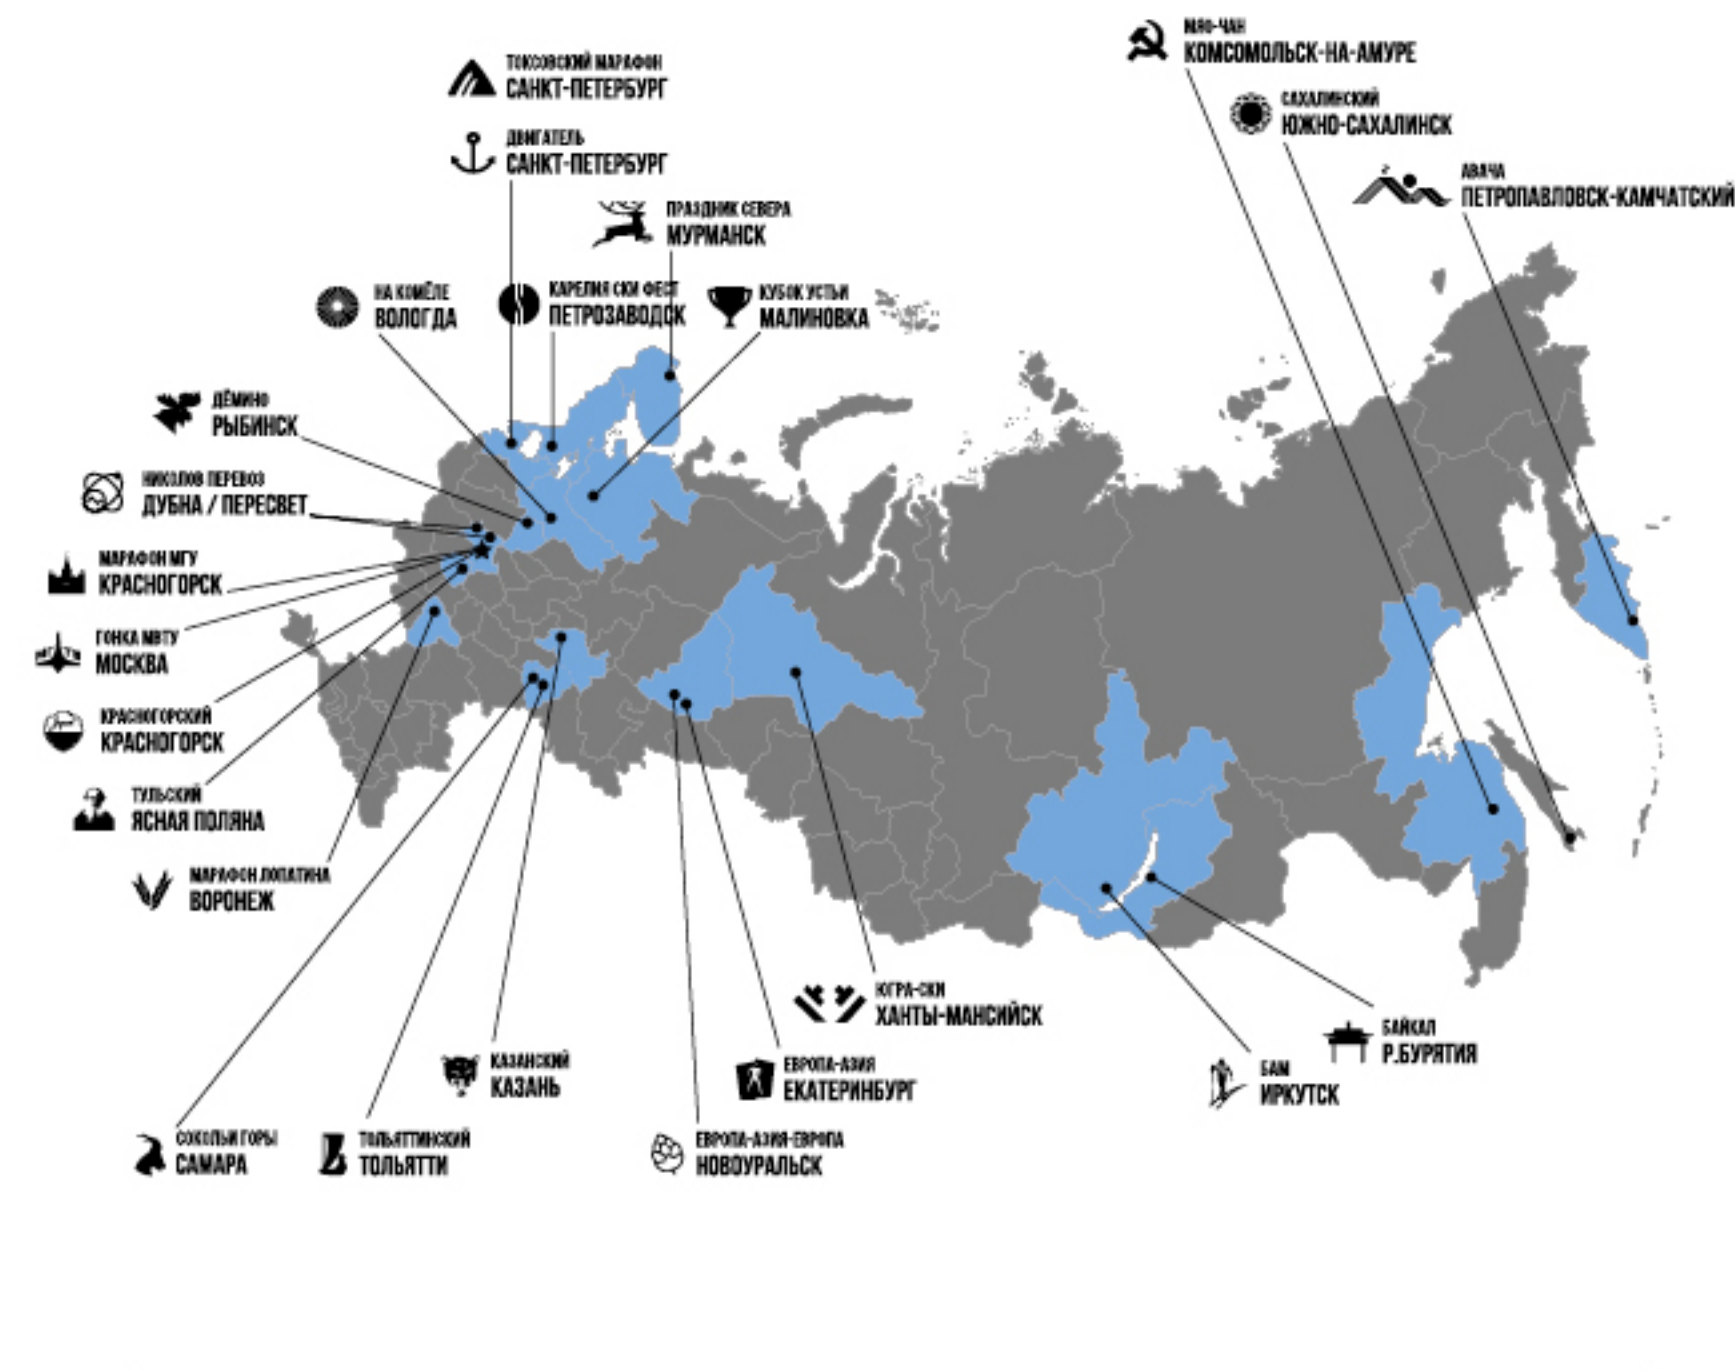 МЯО-ЧАН
КОМСОМОЛЬСК-НА-АМУРЕ
ТОКСОВСКИЙ МАРАФОН
САНКТ-ПЕТЕРБУРГ
САХАЛИНСКИЙ
ЮЖНО-САХАЛИНСК
ДВИГАТЕЛЬ
САНКТ-ПЕТЕРБУРГ
АВАЧА
ПЕТРОПАВЛОВСК-КАМЧАТСКИЙ
ПРАЗДНИК СЕВЕРА
МУРМАНСК
НА КОМЁЛЕ
ВОЛОГДА
КАРЕЛИЯ СКИ ФЕСТ
ПЕТРОЗАВОДСК
КУБОК УСТЬИ
МАЛИНОВКА
ДЁМИНО
РЫБИНСК
НИКОЛОВ ПЕРЕВОЗ
ДУБНА / ПЕРЕСВЕТ
МАРАФОН МГУ
КРАСНОГОРСК
ГОНКА МВТУ
МОСКВА
КРАСНОГОРСКИЙ
КРАСНОГОРСК
ТУЛЬСКИЙ
ЯСНАЯ ПОЛЯНА
МАРАФОН ЛОПАТИНА
ВОРОНЕЖ
ЮГРА-СКИ
ХАНТЫ-МАНСИЙСК
БАЙКАЛ
Р.БУРЯТИЯ
КАЗАНСКИЙ
КАЗАНЬ
ЕВРОПА-АЗИЯ
ЕКАТЕРИНБУРГ
БАМ
ИРКУТСК
СОКОЛЬИ ГОРЫ
САМАРА
ТОЛЬЯТТИНСКИЙ
ТОЛЬЯТТИ
ЕВРОПА-АЗИЯ-ЕВРОПА
НОВОУРАЛЬСК